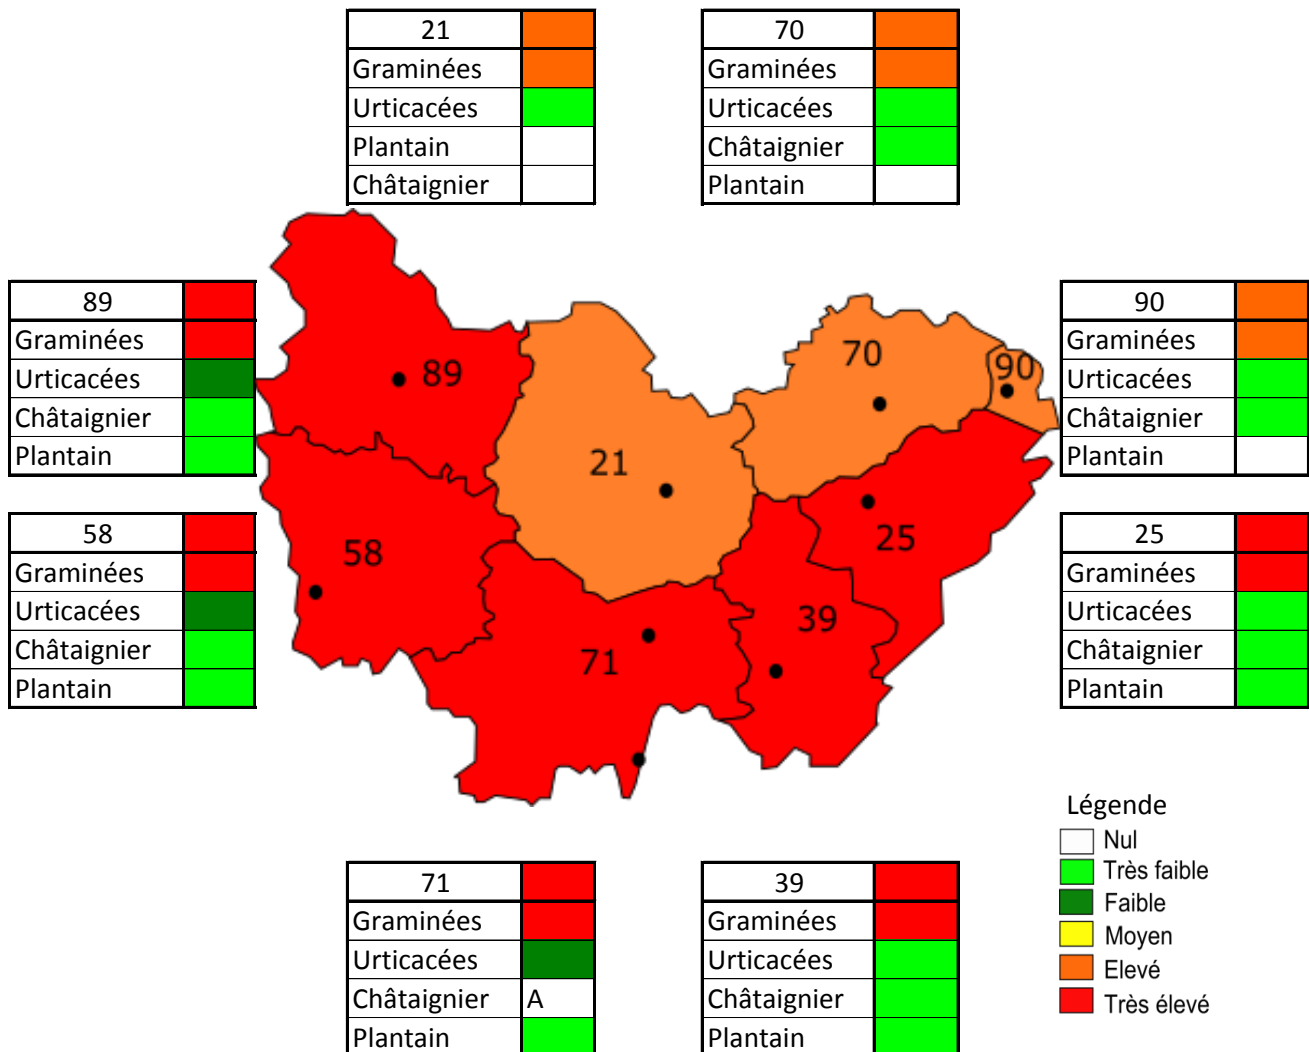 21
Graminées
Urticacées
Plantain
Châtaignier
70
Graminées
Urticacées
Châtaignier
Plantain
89
Graminées
Urticacées
Châtaignier
Plantain
90
Graminées
Urticacées
Châtaignier
Plantain
58
Graminées
Urticacées
Châtaignier
Plantain
25
Graminées
Urticacées
Châtaignier
Plantain
89
21
70
90
58
25
71
39
Légende
Nul
Très faible
Faible
Moyen
Elevé
Très élevé
71
Graminées
Urticacées
Châtaignier A
Plantain
39
Graminées
Urticacées
Châtaignier
Plantain